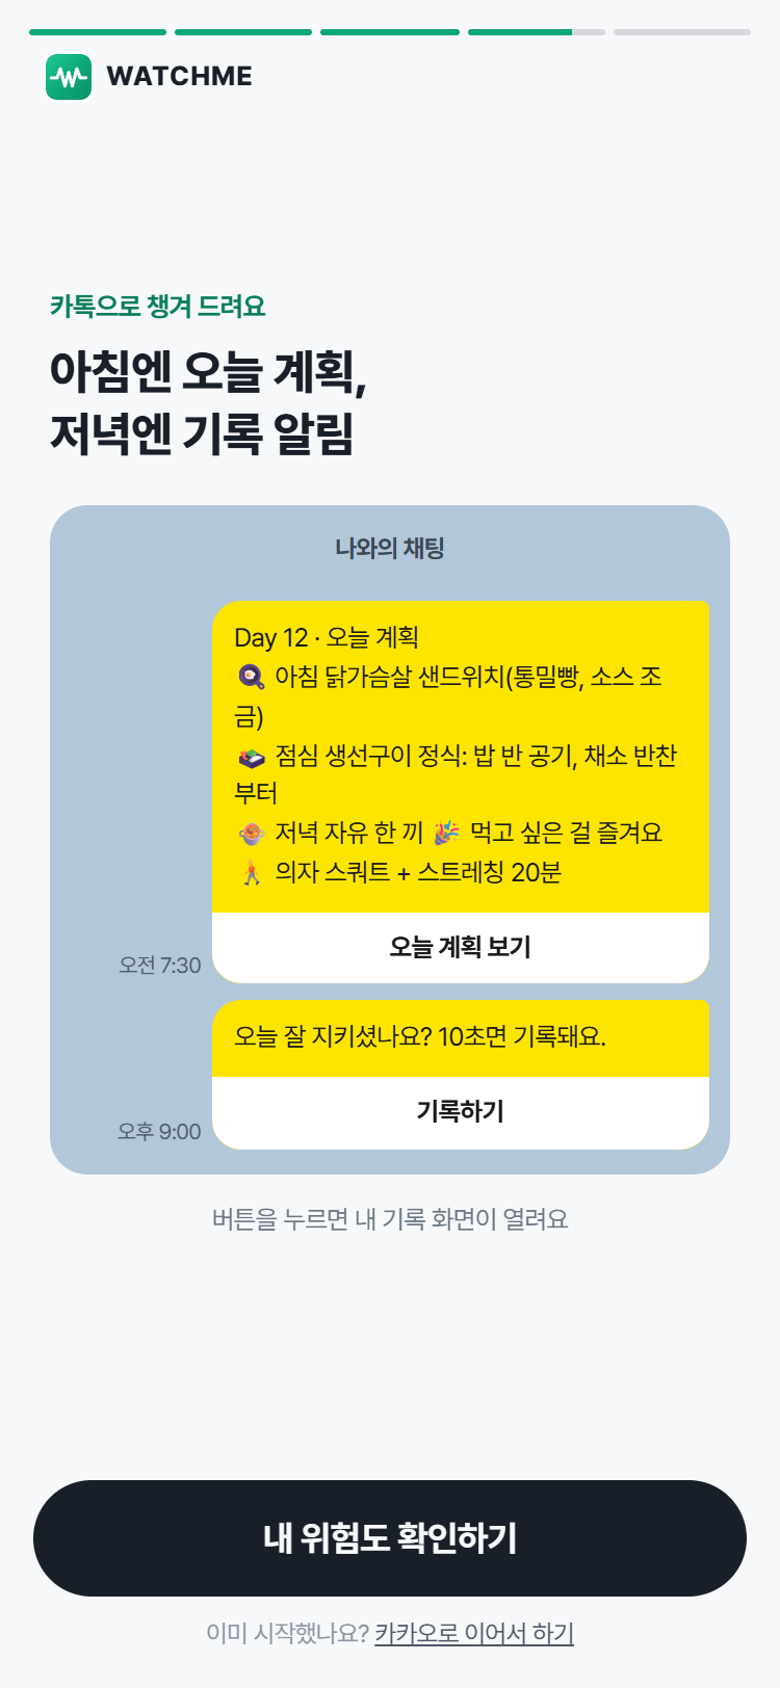 WATCHME
카톡으로 챙겨 드려요
아침엔 오늘 계획,
저녁엔 기록 알림
나와의 채팅
Day 12 · 오늘 계획
🍳 아침 닭가슴살 샌드위치(통밀빵, 소스 조
금)
🍱 점심 생선구이 정식: 밥 반 공기, 채소 반찬
부터
🍲 저녁 자유 한 끼 🎉 먹고 싶은 걸 즐겨요
🚶 의자 스쿼트 + 스트레칭 20분
오늘 계획 보기
오전 7:30
오늘 잘 지키셨나요? 10초면 기록돼요.
기록하기
오후 9:00
버튼을 누르면 내 기록 화면이 열려요
내 위험도 확인하기
이미 시작했나요? 카카오로 이어서 하기